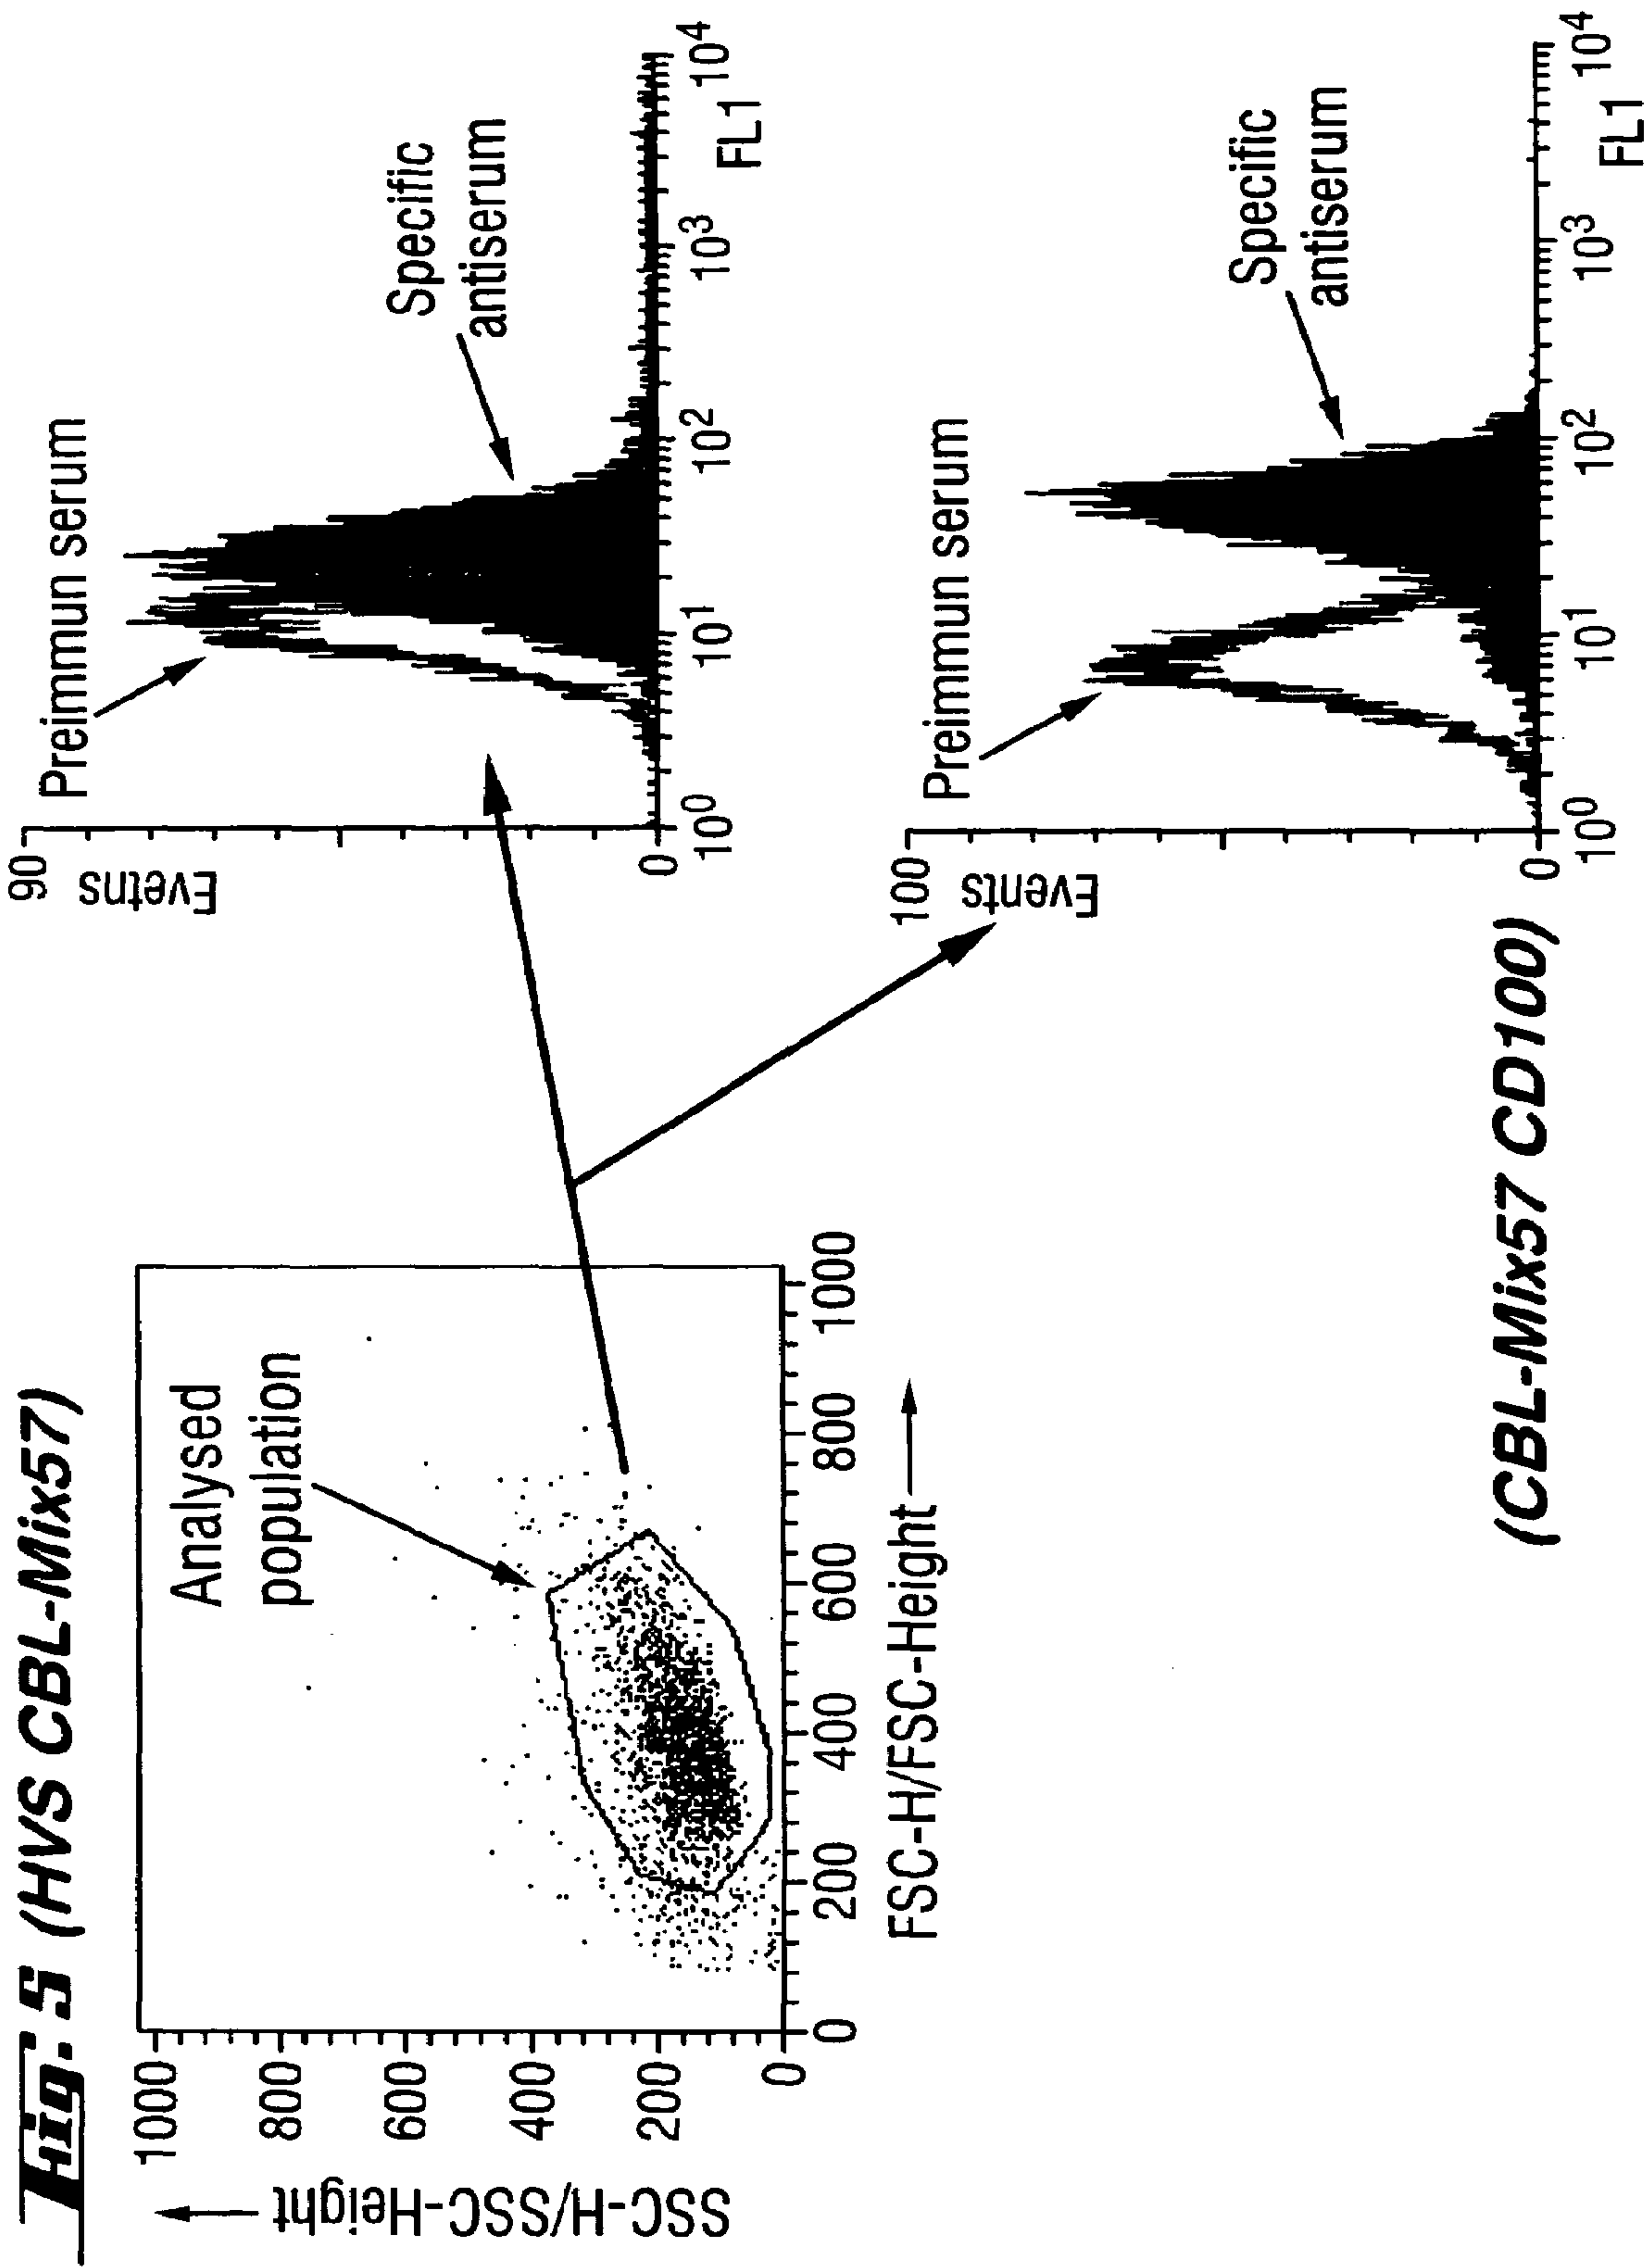 Fig. 5 (HVS CBL-Mix57)
SSC-H/SSC-Height
1000
800
600
400
200
0
0 200 400 600 800 1000
FSC-H/FSC-Height
Analysed
population
90
Evetns
0
10^0 10^1 10^2 10^3 10^4
FL1
Preimmun serum
Specific
antiserum
(CBL-Mix57 CD100)
100
Events
0
10^0 10^1 10^2 10^3 10^4
FL1
Preimmun serum
Specific
antiserum